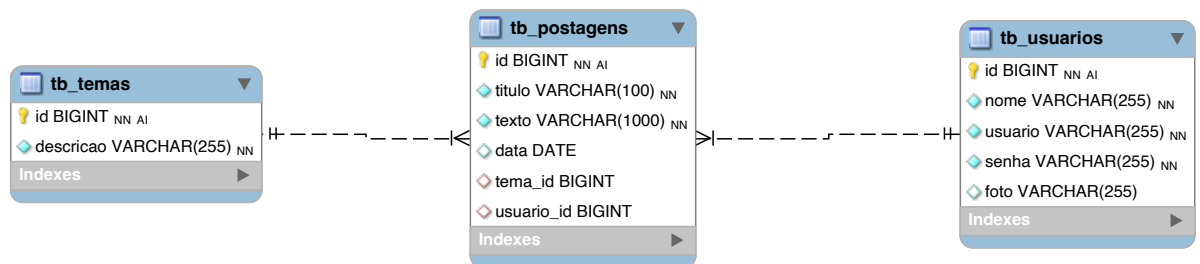 tb_temas
id BIGINT NN AI
descricao VARCHAR(255) NN
Indexes
tb_postagens
id BIGINT NN AI
titulo VARCHAR(100) NN
texto VARCHAR(1000) NN
data DATE
tema_id BIGINT
usuario_id BIGINT
Indexes
tb_usuarios
id BIGINT NN AI
nome VARCHAR(255) NN
usuario VARCHAR(255) NN
senha VARCHAR(255) NN
foto VARCHAR(255)
Indexes